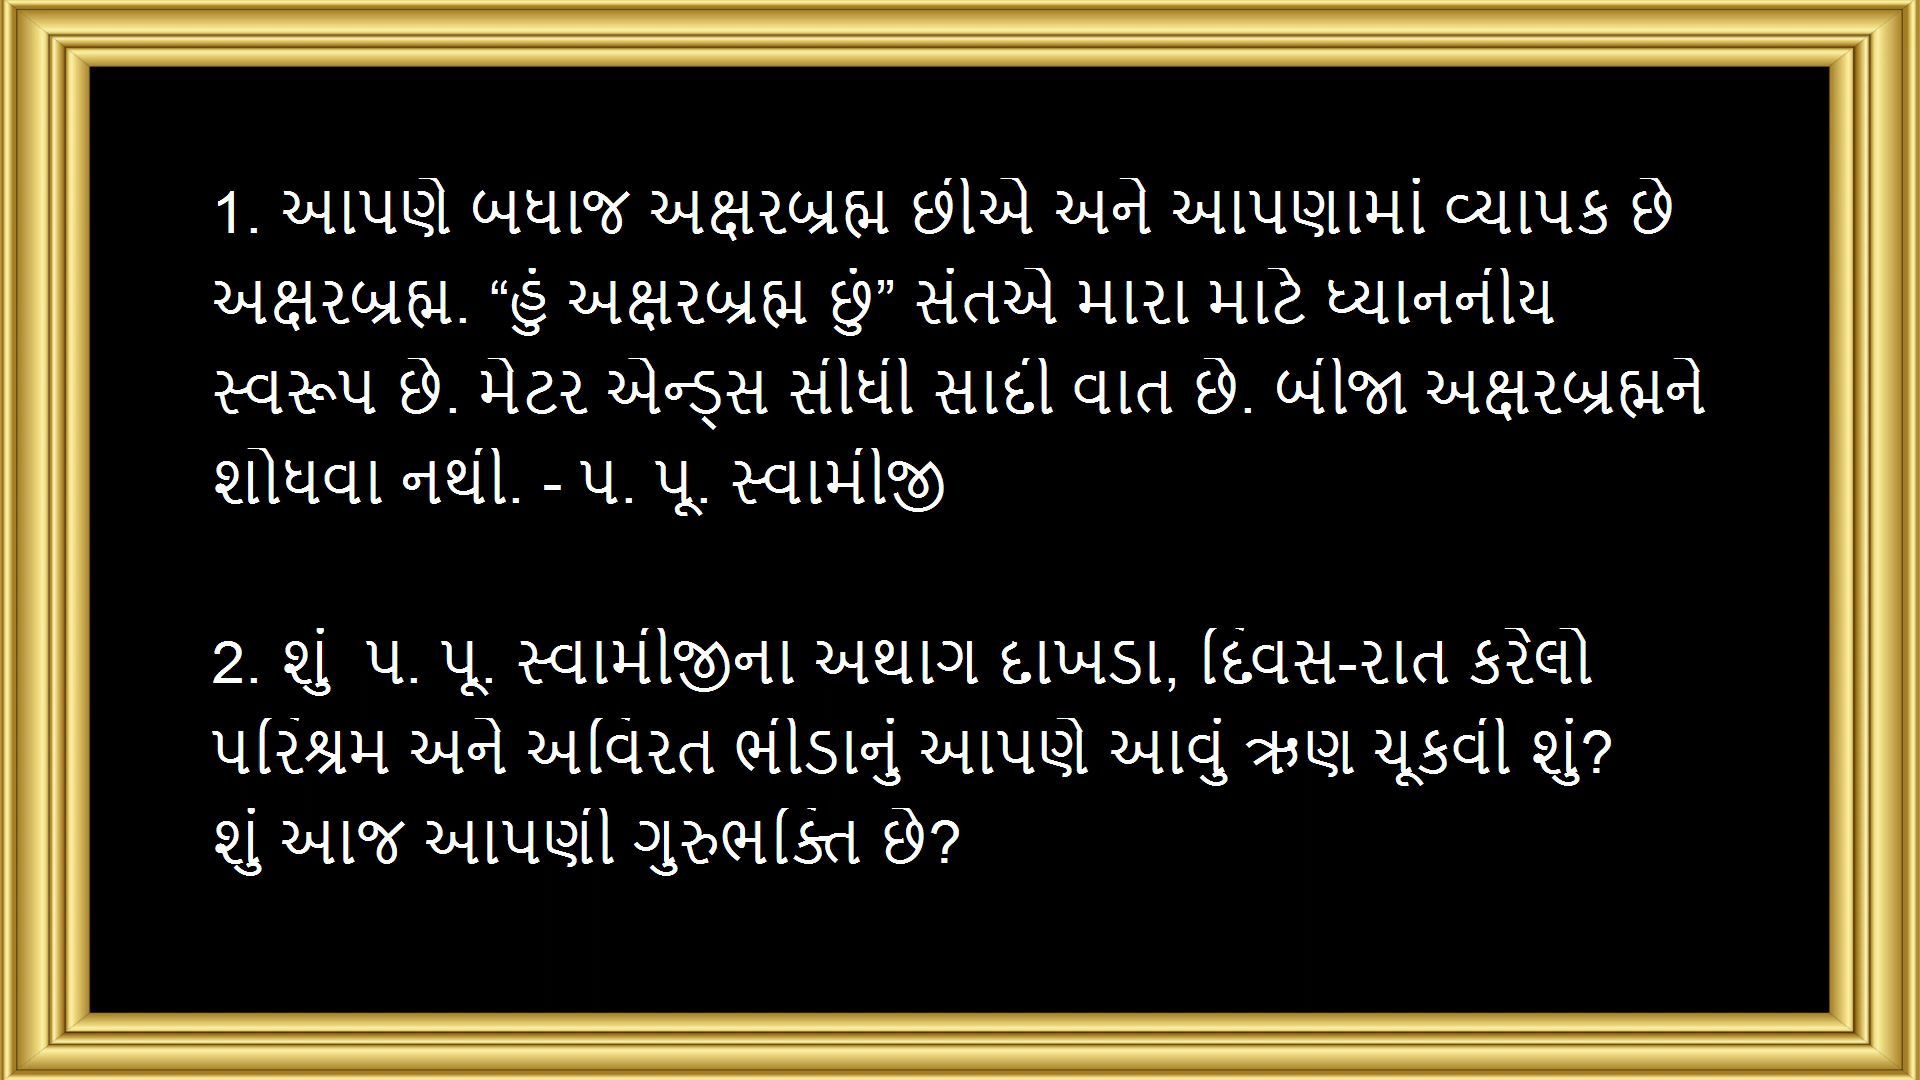 1. આપણે બધાજ અક્ષરબ્રહ્મ છીએ અને આપણામાં વ્યાપક છે
અક્ષરબ્રહ્મ. “હું અક્ષરબ્રહ્મ છું” સંતએ મારા માટે ધ્યાનનીય
સ્વરૂપ છે. મેટર એન્ડ્સ સીધી સાદી વાત છે. બીજા અક્ષરબ્રહ્મને
શોધવા નથી. - પ. પૂ. સ્વામીજી
2. શું  પ. પૂ. સ્વામીજીના અથાગ દાખડા, દિવસ-રાત કરેલો
પરિશ્રમ અને અવિરત ભીડાનું આપણે આવું ઋણ ચૂકવી શું?
શું આજ આપણી ગુરુભક્તિ છે?